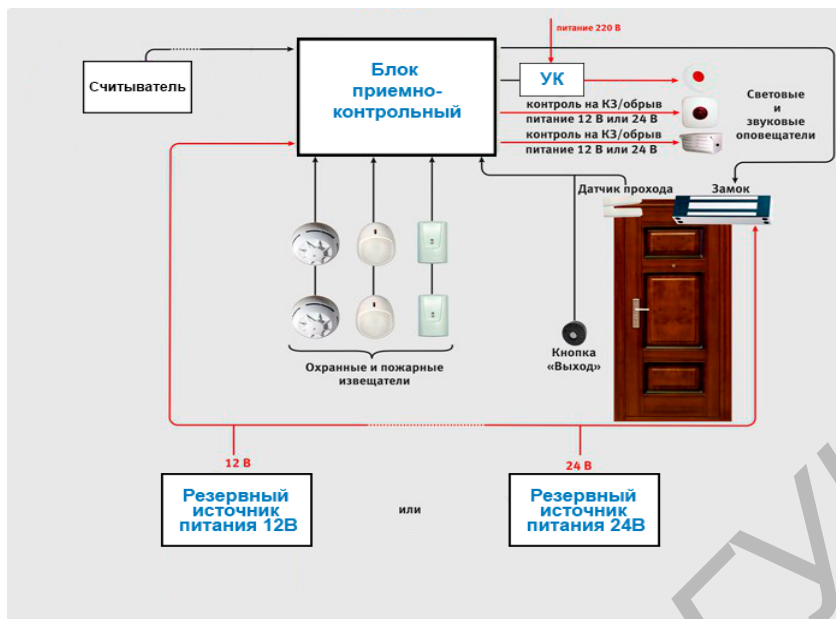 питание 220 В
Считыватель
Блок
приемно-
контрольный
УК
контроль на КЗ/обрыв
питание 12 В или 24 В
контроль на КЗ/обрыв
питание 12 В или 24 В
Световые
и
звуковые
оповещатели
Датчик прохода
Замок
Кнопка
«Выход»
Охранные и пожарные
извещатели
12 В
24 В
Резервный
источник
питания 12В
или
Резервный
источник
питания 24В